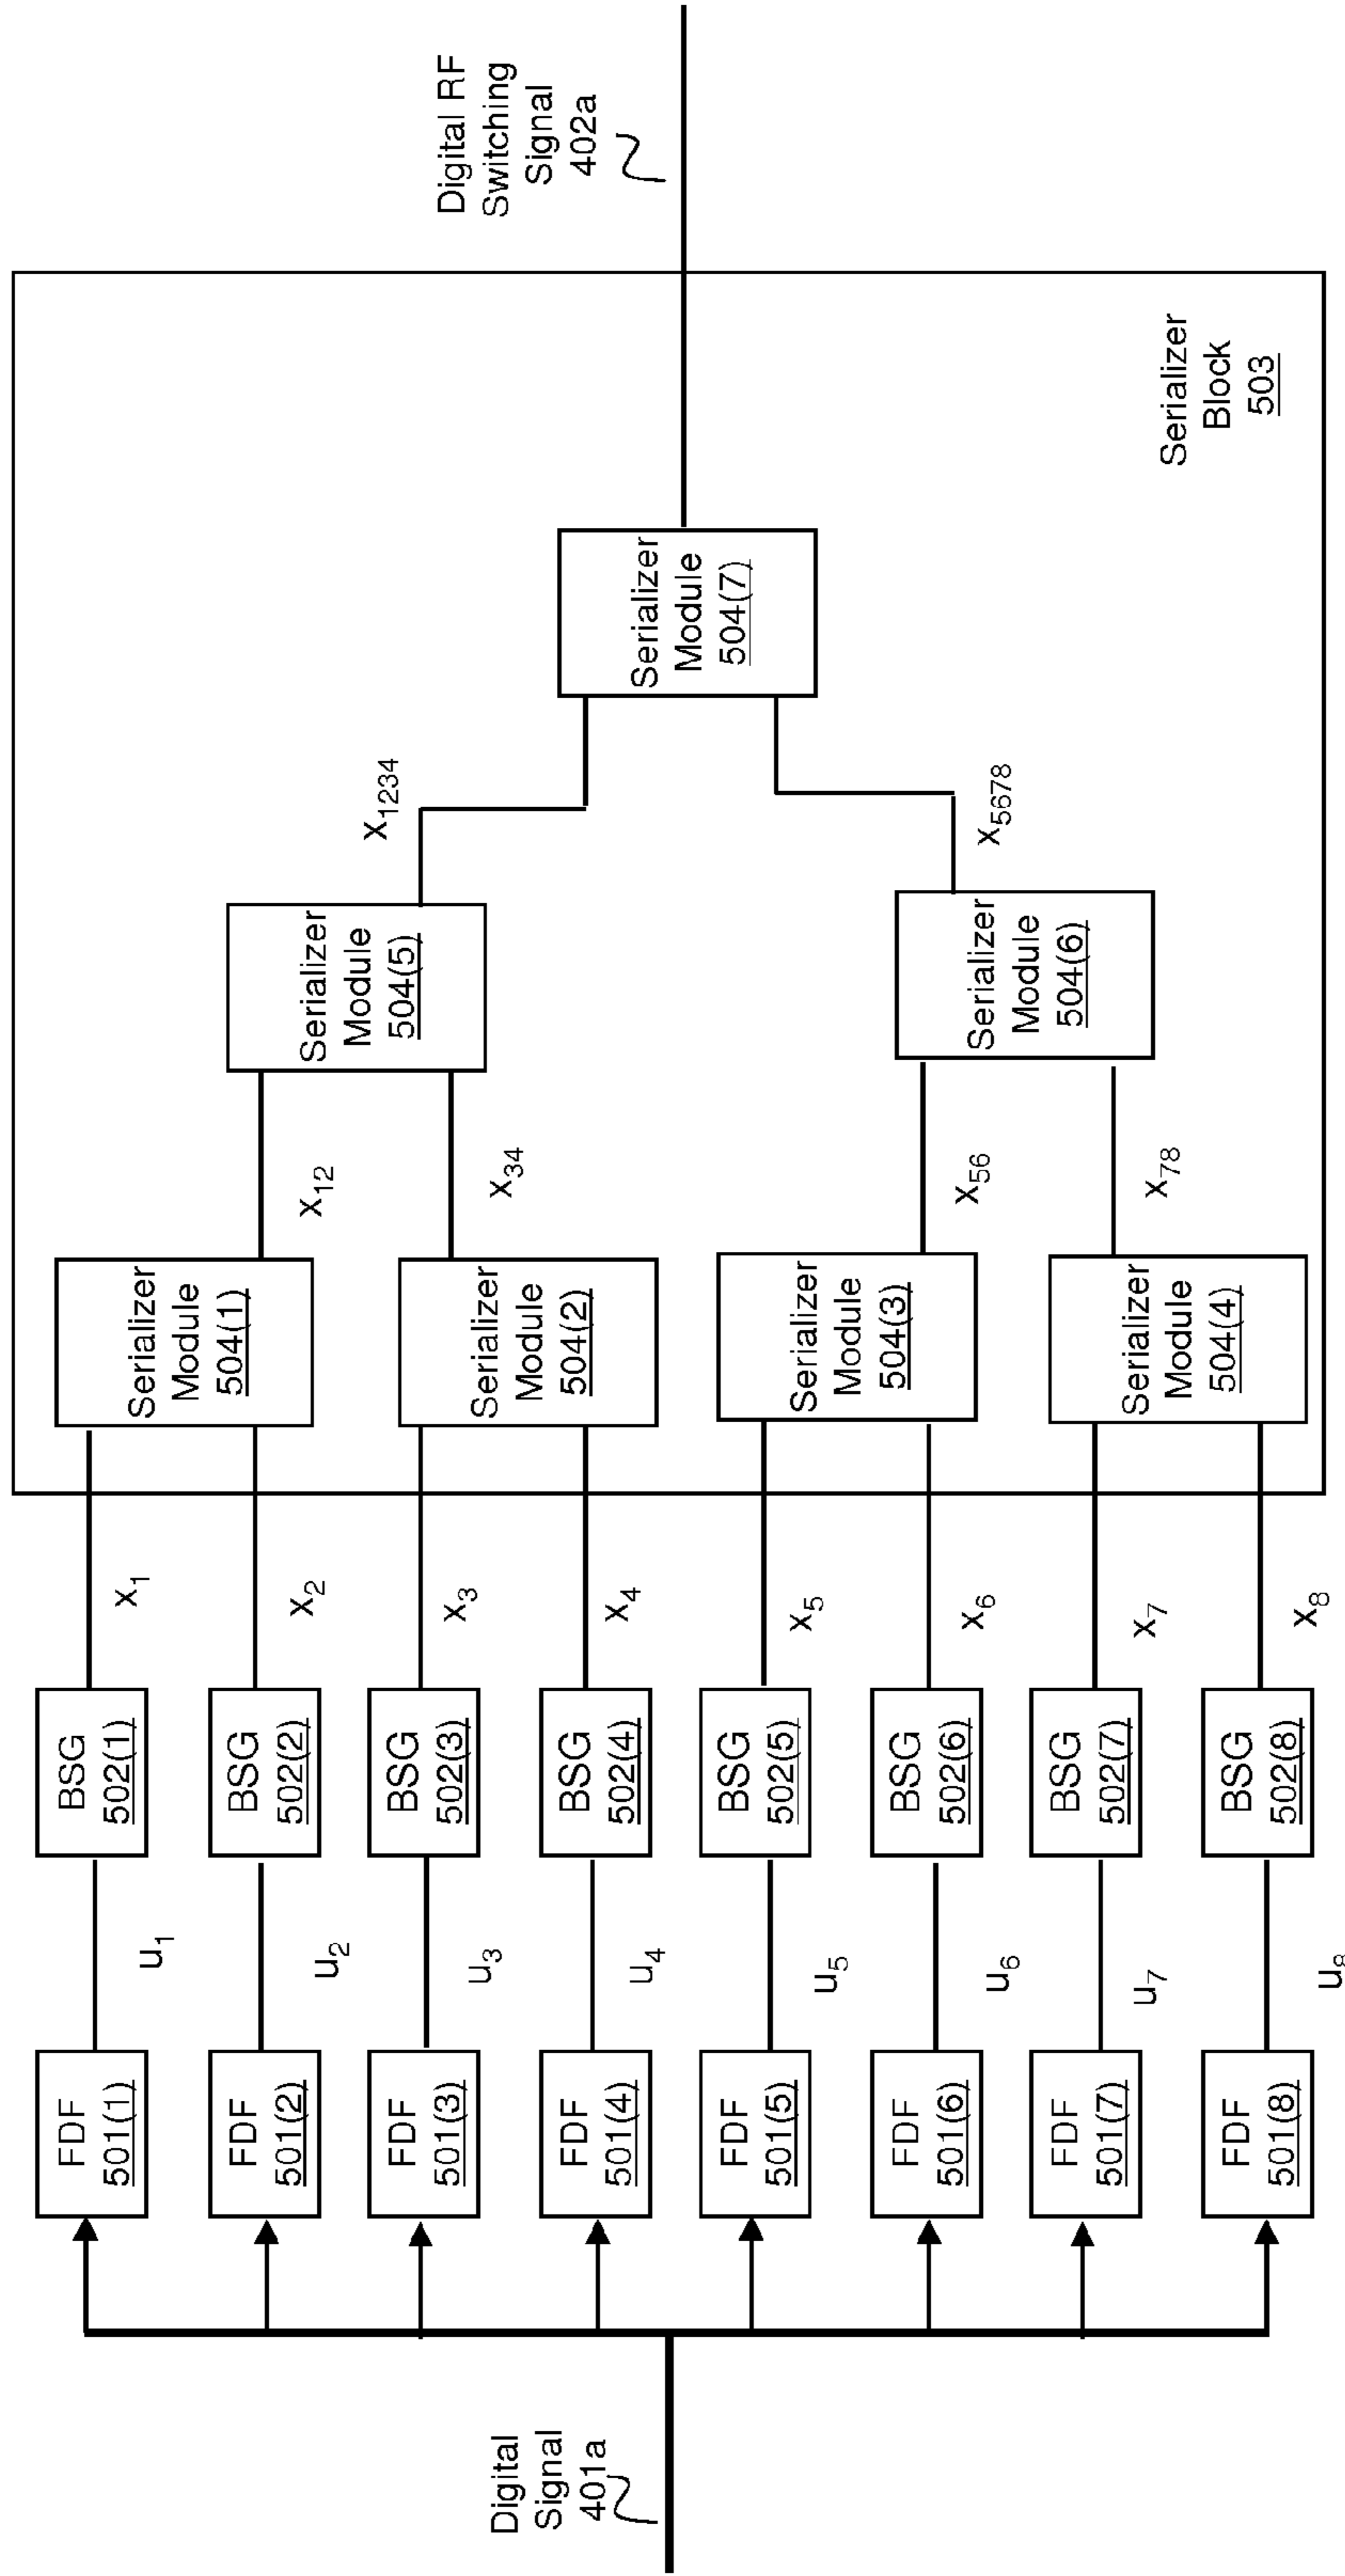 Digital
Signal
401a
FDF
501(1)
FDF
501(2)
FDF
501(3)
FDF
501(4)
FDF
501(5)
FDF
501(6)
FDF
501(7)
FDF
501(8)
u1
u2
u3
u4
u5
u6
u7
u8
BSG
502(1)
BSG
502(2)
BSG
502(3)
BSG
502(4)
BSG
502(5)
BSG
502(6)
BSG
502(7)
BSG
502(8)
x1
x2
x3
x4
x5
x6
x7
x8
Serializer
Module
504(1)
Serializer
Module
504(2)
Serializer
Module
504(3)
Serializer
Module
504(4)
x12
x34
x56
x78
Serializer
Module
504(5)
Serializer
Module
504(6)
x1234
x5678
Serializer
Module
504(7)
Serializer
Block
503
Digital RF
Switching
Signal
402a